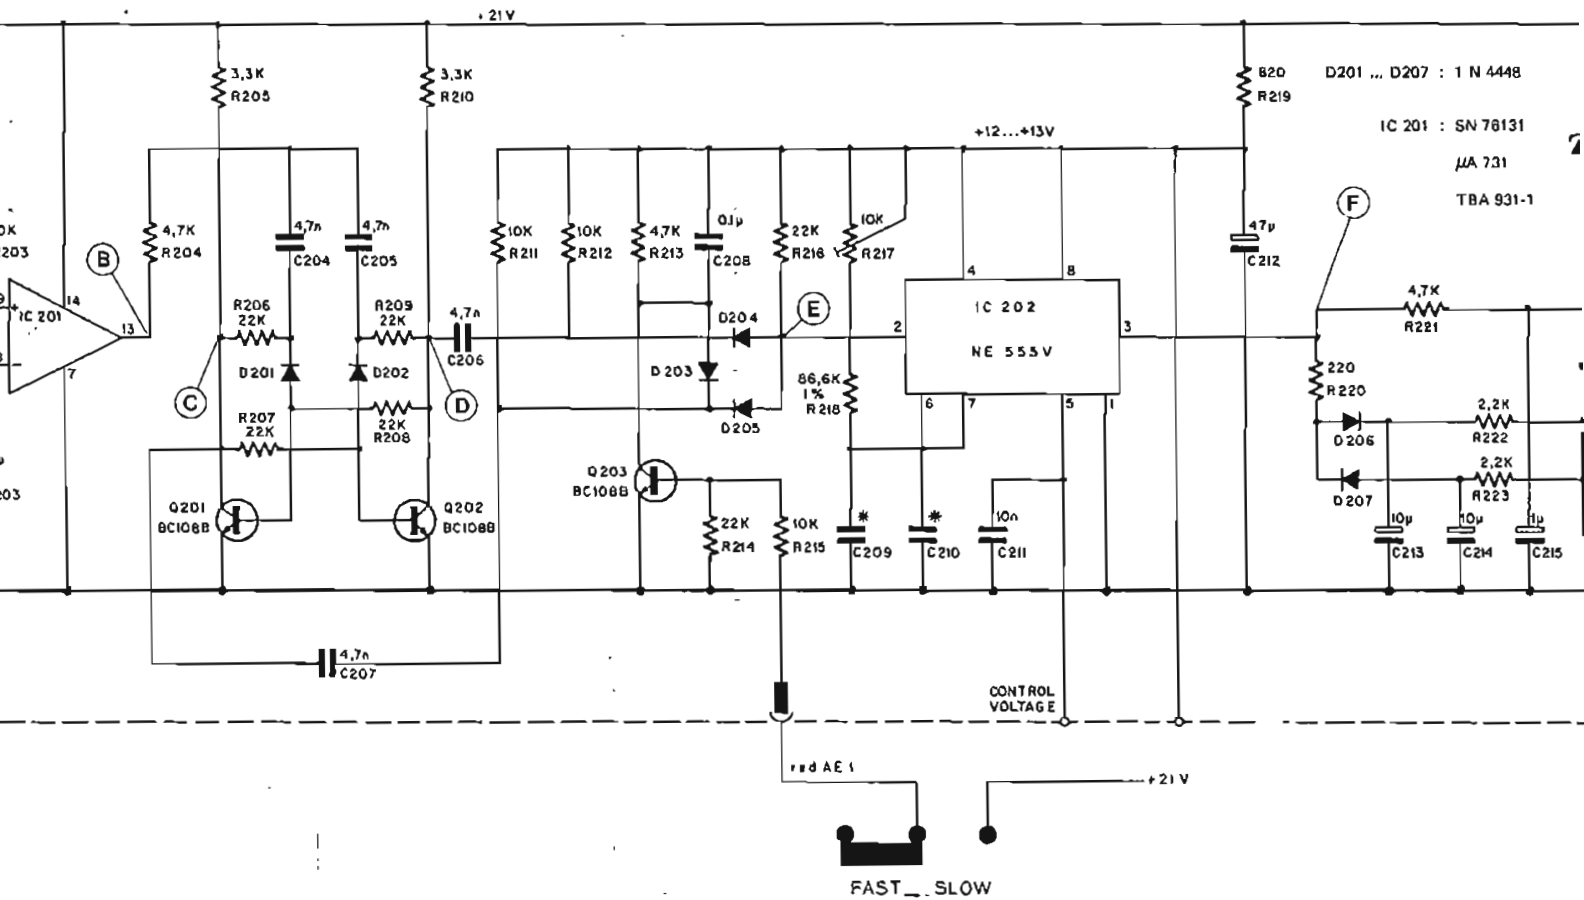 +21V
3,3K
R205
3,3K
R210
820
R219
D201 ... D207 : 1 N 4448
IC 201 : SN 76131
µA 731
TBA 931-1
+12...+13V
F
203
B
4,7K
R204
4,7n
C204
4,7n
C205
10K
R211
10K
R212
4,7K
R213
0,1µ
C208
22K
R216
10K
R217
47µ
C212
14
IC 201
+
13
7
R206
22K
R209
22K
4,7n
C206
D204
E
2
4
8
IC 202
NE 555V
3
6
7
5
1
4,7K
R221
220
R220
C
D201
D202
D
D203
D205
86,6K
1%
R218
R207
22K
22K
R208
D206
2,2K
R222
D207
2,2K
R223
Q201
BC108B
Q202
BC108B
Q203
BC108B
22K
R214
10K
R215
*
C209
*
C210
10n
C211
10µ
C213
10µ
C214
1µ
C215
4,7n
C207
CONTROL
VOLTAGE
red AE1
+21V
FAST _. SLOW